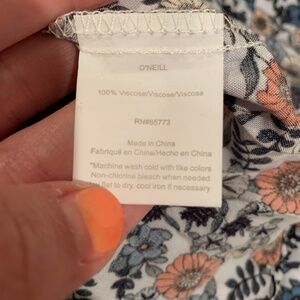 O'NEILL
100% Viscose/Viscose/Viscosa
RN#65773
Made in China
Fabriqué en Chine/Hecho en China
*Machine wash cold with like colors
Non-chlorine bleach when needed
flat to dry, cool iron if necessary